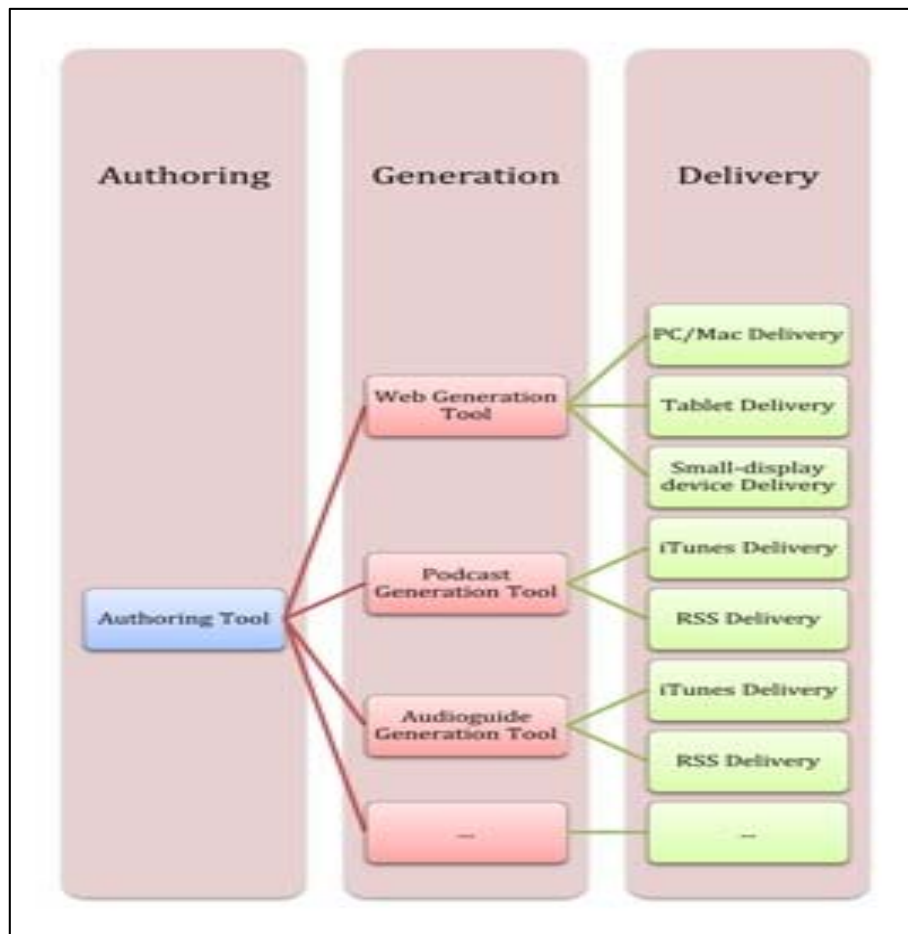 Authoring
Generation
Delivery
Authoring Tool
Web Generation
Tool
Podcast
Generation Tool
Audioguide
Generation Tool
...
PC/Mac Delivery
Tablet Delivery
Small-display
device Delivery
iTunes Delivery
RSS Delivery
iTunes Delivery
RSS Delivery
...